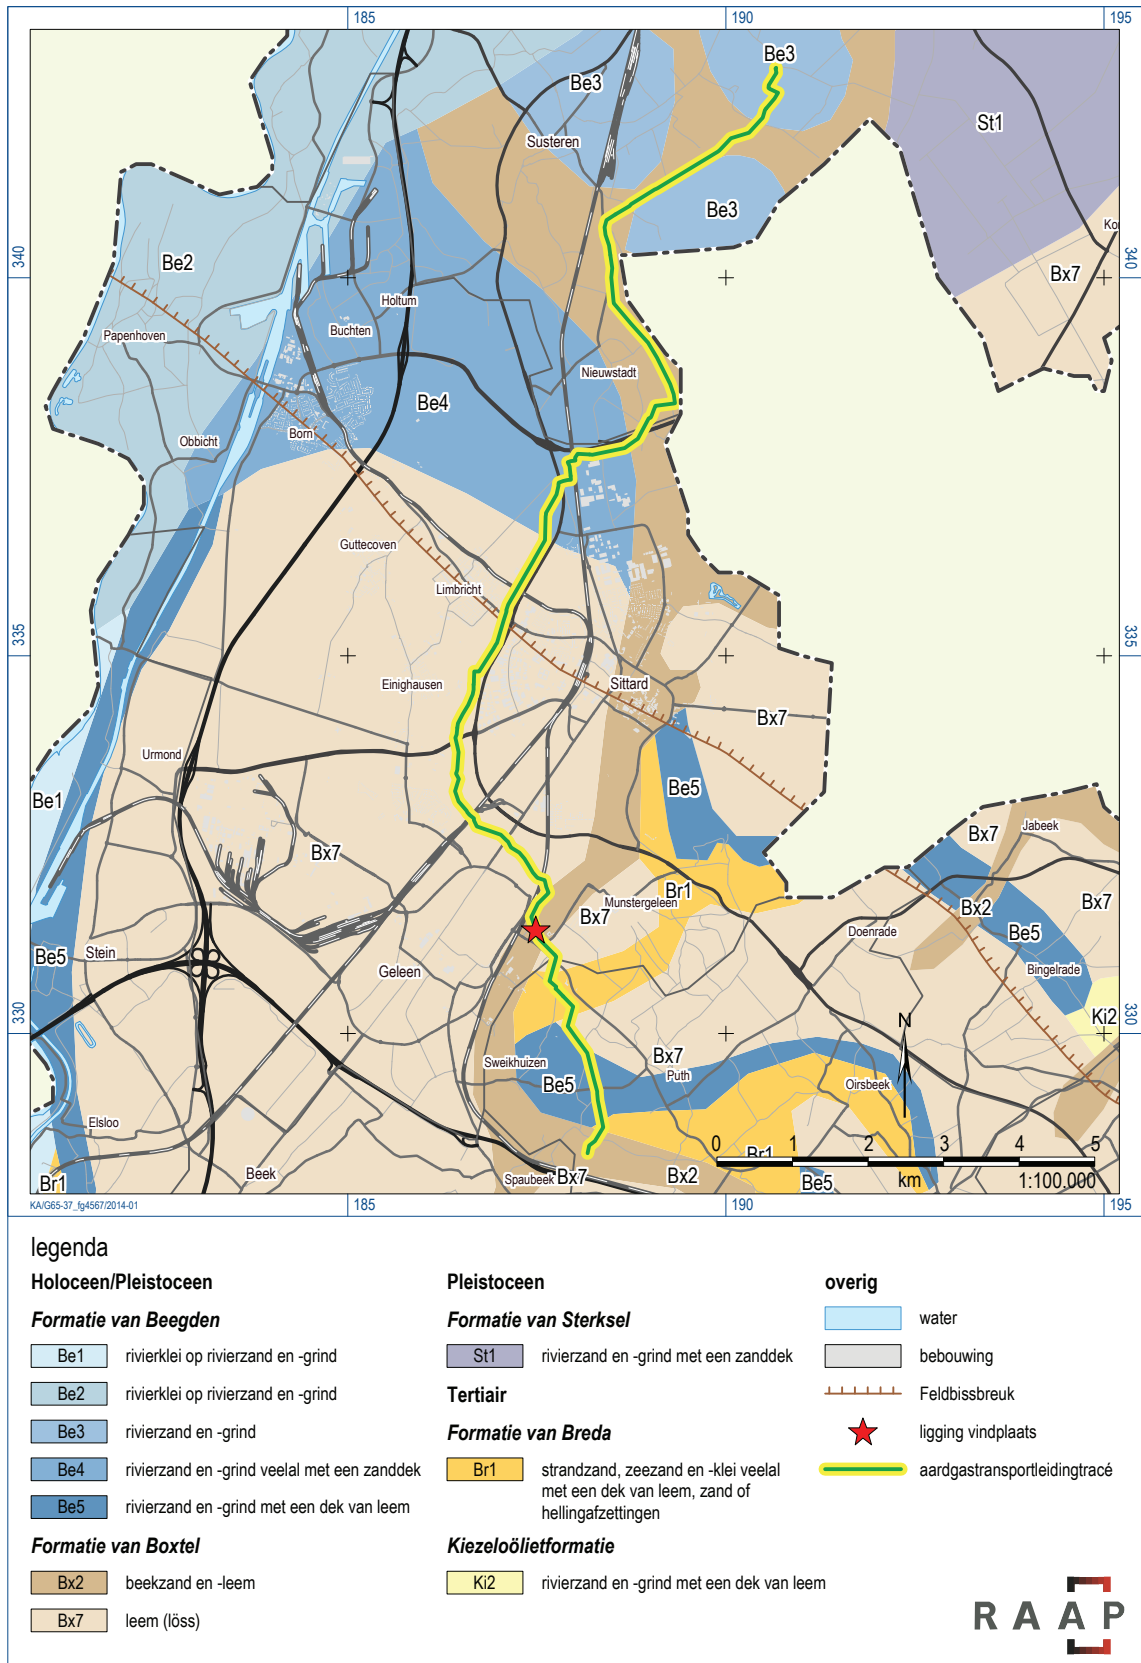 185
190
195
Be3
Be3
St1
Susteren
Be3
Kon
340
Be2
340
Bx7
Holtum
Buchten
Papenhoven
Nieuwstadt
Be4
Obbicht
Born
Guttecoven
Limbricht
335
335
Einighausen
Sittard
Bx7
Urmond
Be5
Be1
Bx7
Jabeek
Bx7
Br1
Munstergeleen
Bx7
Bx2
Bx7
Doenrade
Be5
Be5
Stein
Geleen
Bingelrade
330
Ki2
330
N
Sweikhuizen
Bx7
Puth
Be5
Oirsbeek
Elsloo
0 1 2 3 4 5
Br1
km
1:100.000
Beek
Spaubeek
Bx7
Bx2
Br1
Be5
KA/G65-37_fg4567/2014-01
185
190
195
legenda
Holoceen/Pleistoceen
Formatie van Beegden
Be1 rivierklei op rivierzand en -grind
Be2 rivierklei op rivierzand en -grind
Be3 rivierzand en -grind
Be4 rivierzand en -grind veelal met een zanddek
Be5 rivierzand en -grind met een dek van leem
Formatie van Boxtel
Bx2 beekzand en -leem
Bx7 leem (löss)
Pleistoceen
Formatie van Sterksel
St1 rivierzand en -grind met een zanddek
Tertiair
Formatie van Breda
Br1 strandzand, zeezand en -klei veelal
met een dek van leem, zand of
hellingafzettingen
Kiezeloölietformatie
Ki2 rivierzand en -grind met een dek van leem
overig
water
bebouwing
Feldbissbreuk
ligging vindplaats
aardgastransportleidingtracé
RAAP